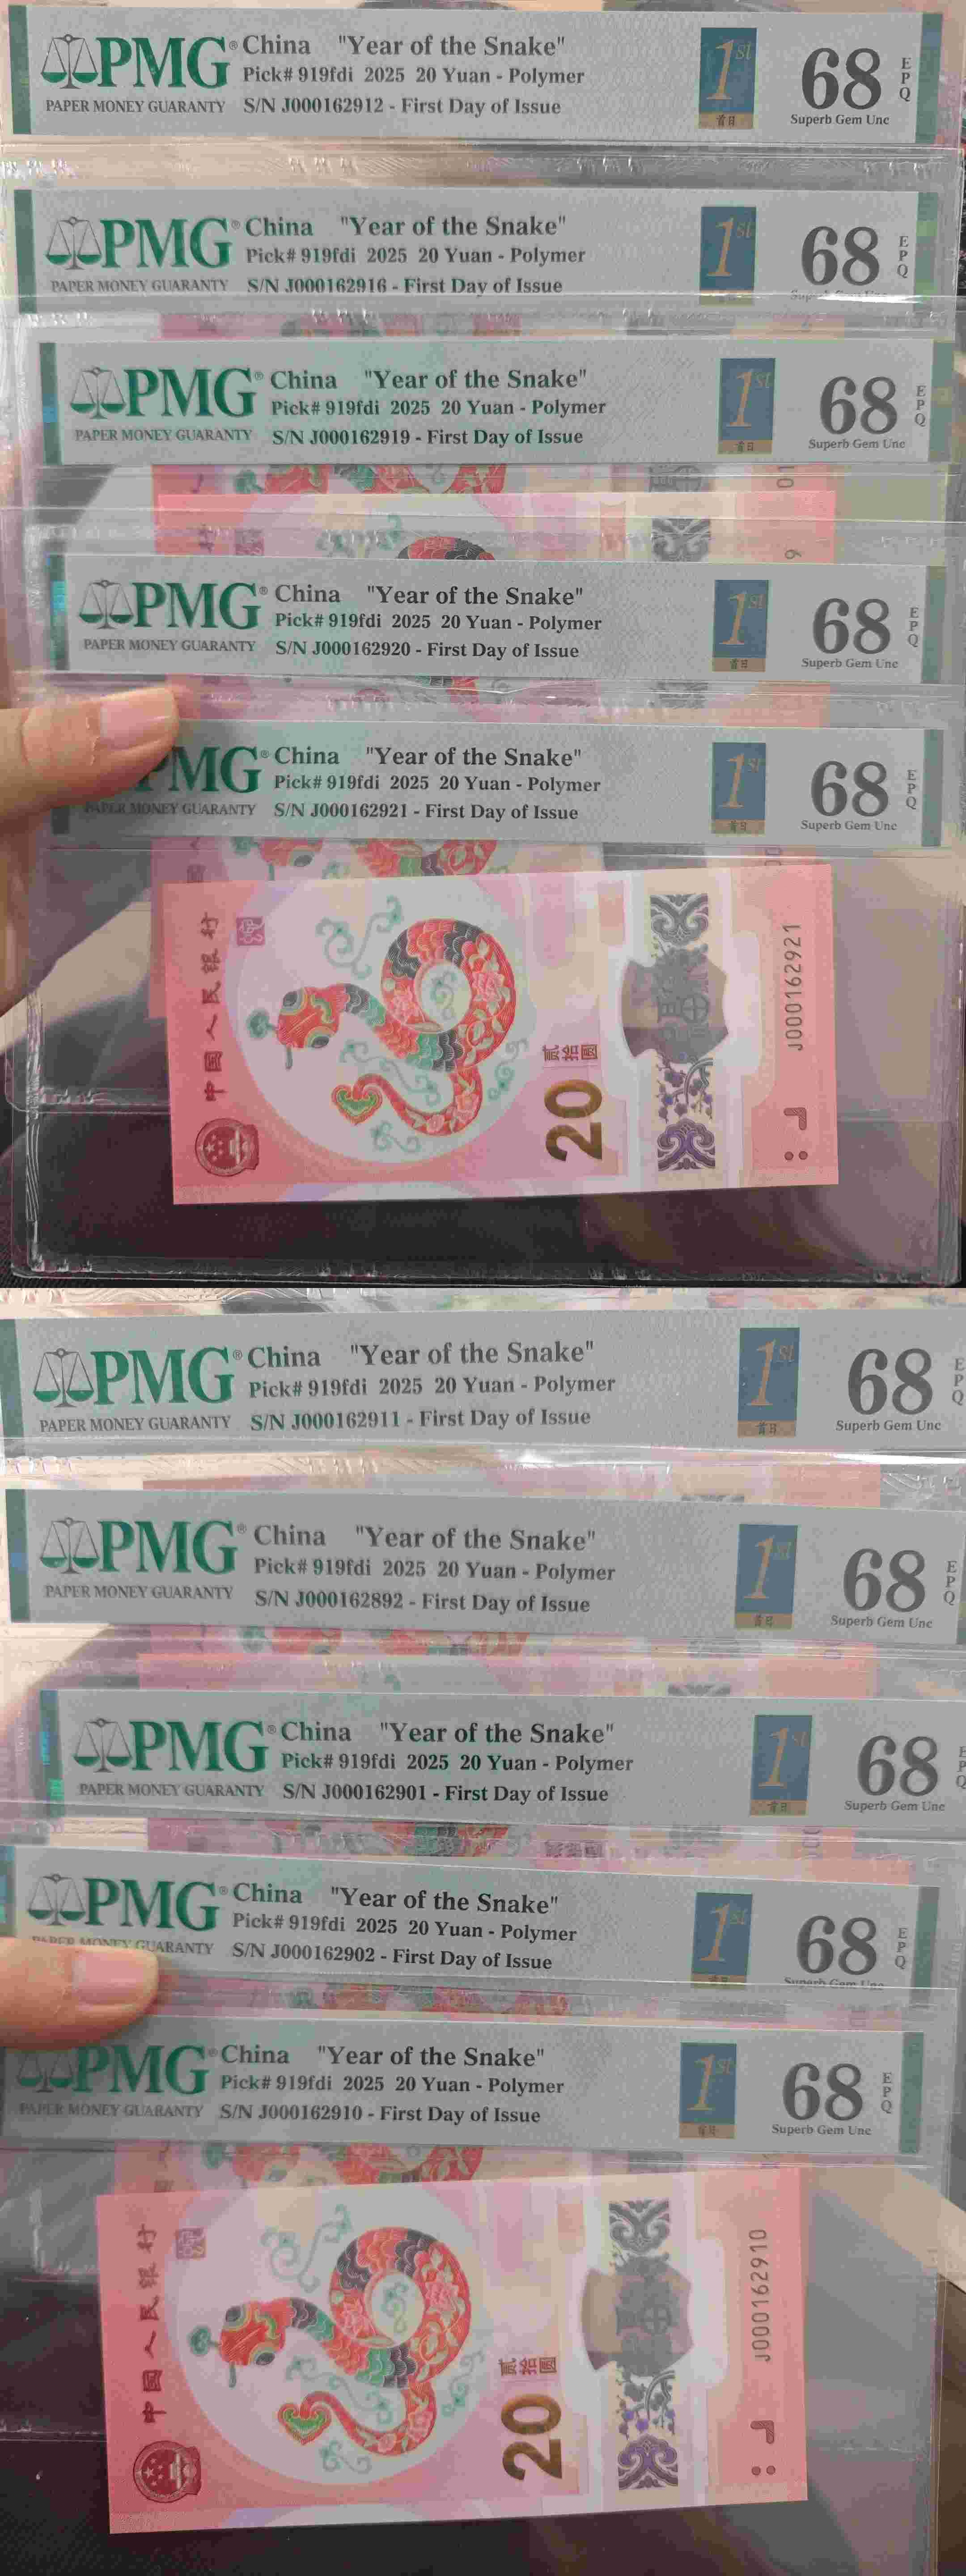 PMG® China "Year of the Snake"
Pick# 919fdi 2025 20 Yuan - Polymer
PAPER MONEY GUARANTY S/N J000162912 - First Day of Issue
1st
首日
68
EPQ
Superb Gem Unc
PMG® China "Year of the Snake"
Pick# 919fdi 2025 20 Yuan - Polymer
PAPER MONEY GUARANTY S/N J000162916 - First Day of Issue
1st
68
EPQ
PMG® China "Year of the Snake"
Pick# 919fdi 2025 20 Yuan - Polymer
PAPER MONEY GUARANTY S/N J000162919 - First Day of Issue
1st
首日
68
EPQ
Superb Gem Unc
PMG® China "Year of the Snake"
Pick# 919fdi 2025 20 Yuan - Polymer
PAPER MONEY GUARANTY S/N J000162920 - First Day of Issue
1st
首日
68
EPQ
Superb Gem Unc
PMG® China "Year of the Snake"
Pick# 919fdi 2025 20 Yuan - Polymer
PAPER MONEY GUARANTY S/N J000162921 - First Day of Issue
1st
首日
68
EPQ
Superb Gem Unc
中国人民银行
20
贰拾圆
J000162921
PMG® China "Year of the Snake"
Pick# 919fdi 2025 20 Yuan - Polymer
PAPER MONEY GUARANTY S/N J000162911 - First Day of Issue
1st
首日
68
EPQ
Superb Gem Unc
PMG® China "Year of the Snake"
Pick# 919fdi 2025 20 Yuan - Polymer
PAPER MONEY GUARANTY S/N J000162892 - First Day of Issue
1st
首日
68
EPQ
Superb Gem Unc
PMG® China "Year of the Snake"
Pick# 919fdi 2025 20 Yuan - Polymer
PAPER MONEY GUARANTY S/N J000162901 - First Day of Issue
1st
首日
68
EPQ
Superb Gem Unc
PMG® China "Year of the Snake"
Pick# 919fdi 2025 20 Yuan - Polymer
PAPER MONEY GUARANTY S/N J000162902 - First Day of Issue
1st
68
EPQ
PMG® China "Year of the Snake"
Pick# 919fdi 2025 20 Yuan - Polymer
PAPER MONEY GUARANTY S/N J000162910 - First Day of Issue
1st
首日
68
EPQ
Superb Gem Unc
中国人民银行
20
贰拾圆
J000162910